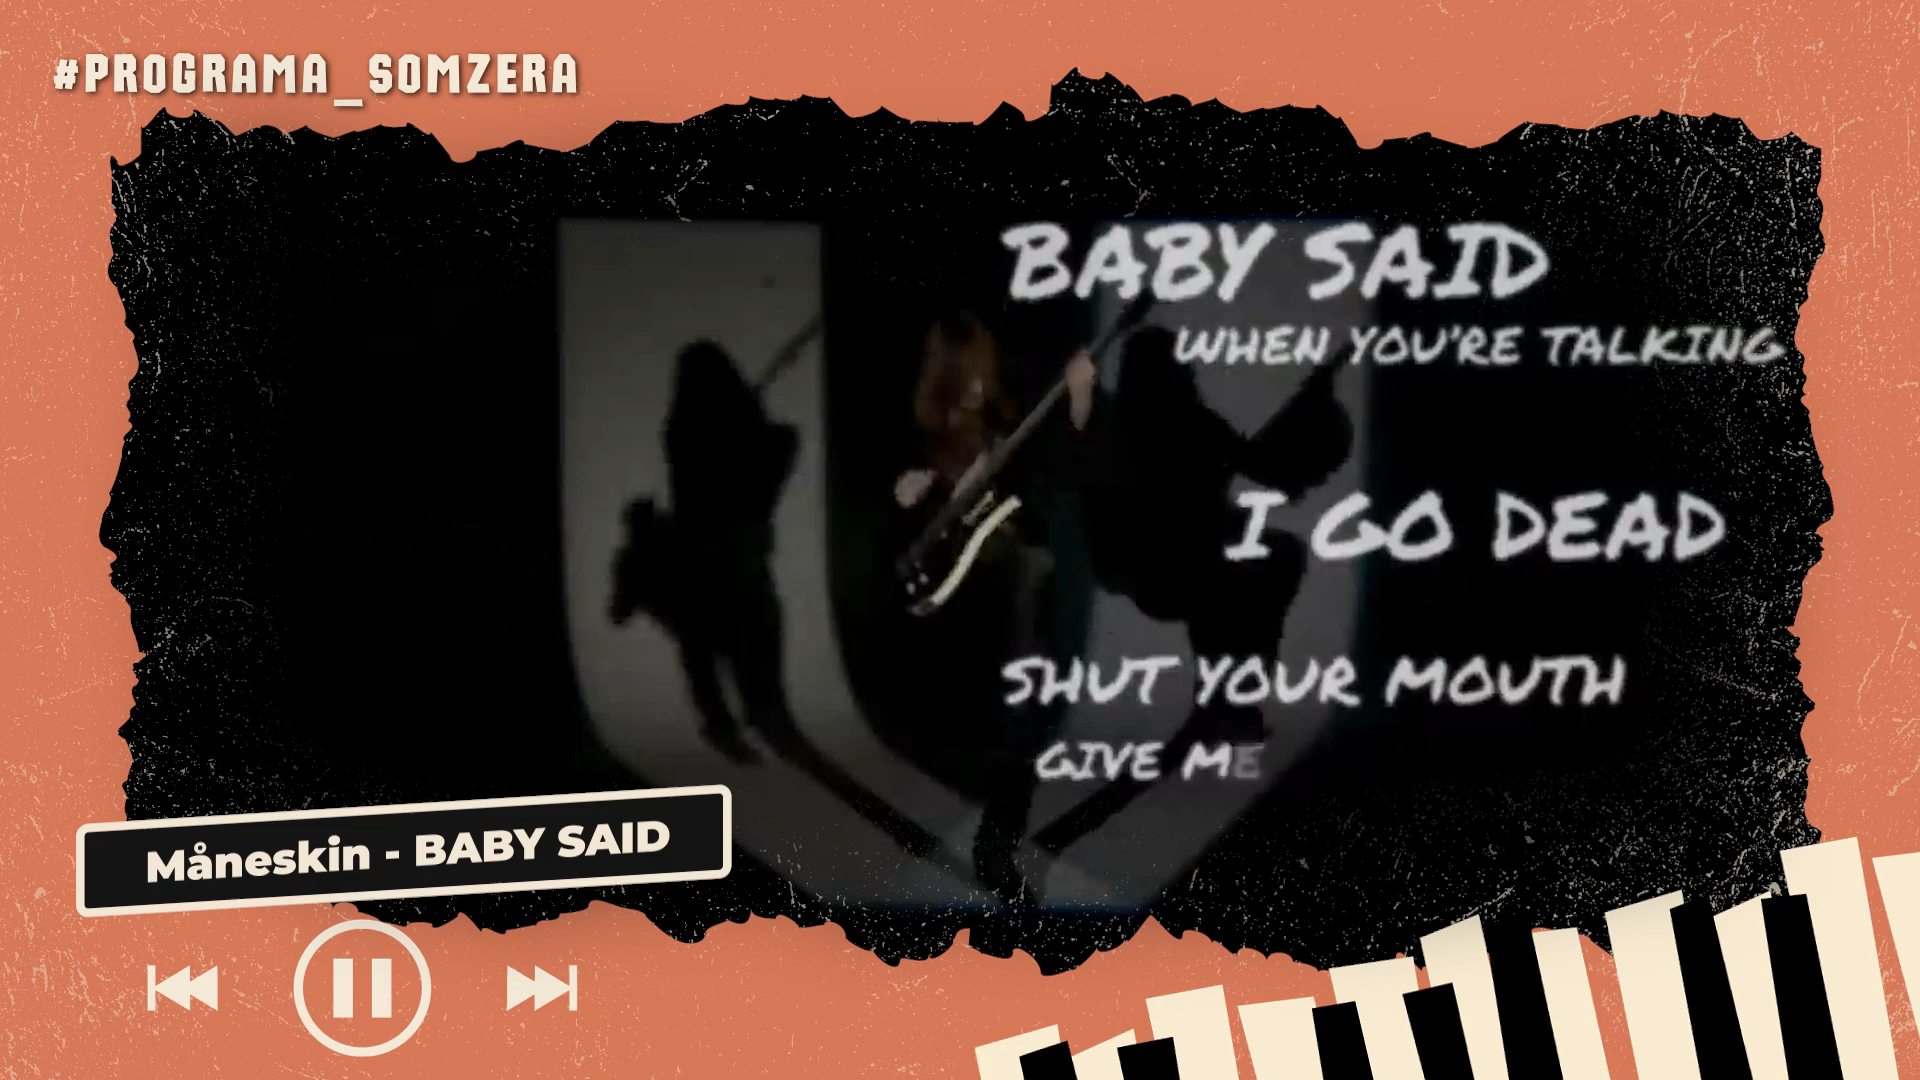 #PROGRAMA_SOMZERA
BABY SAID
WHEN YOU'RE TALKING
I GO DEAD
SHUT YOUR MOUTH
GIVE ME
Måneskin - BABY SAID